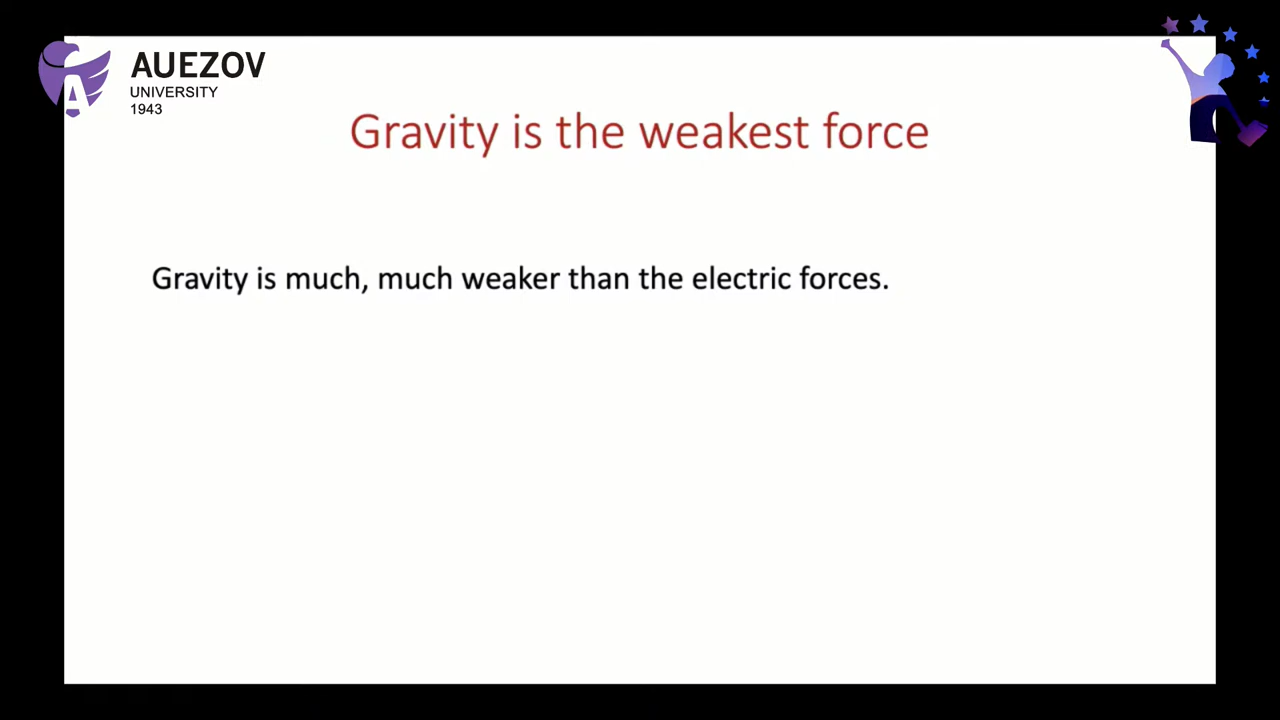 AUEZOV
UNIVERSITY
1943
Gravity is the weakest force
Gravity is much, much weaker than the electric forces.